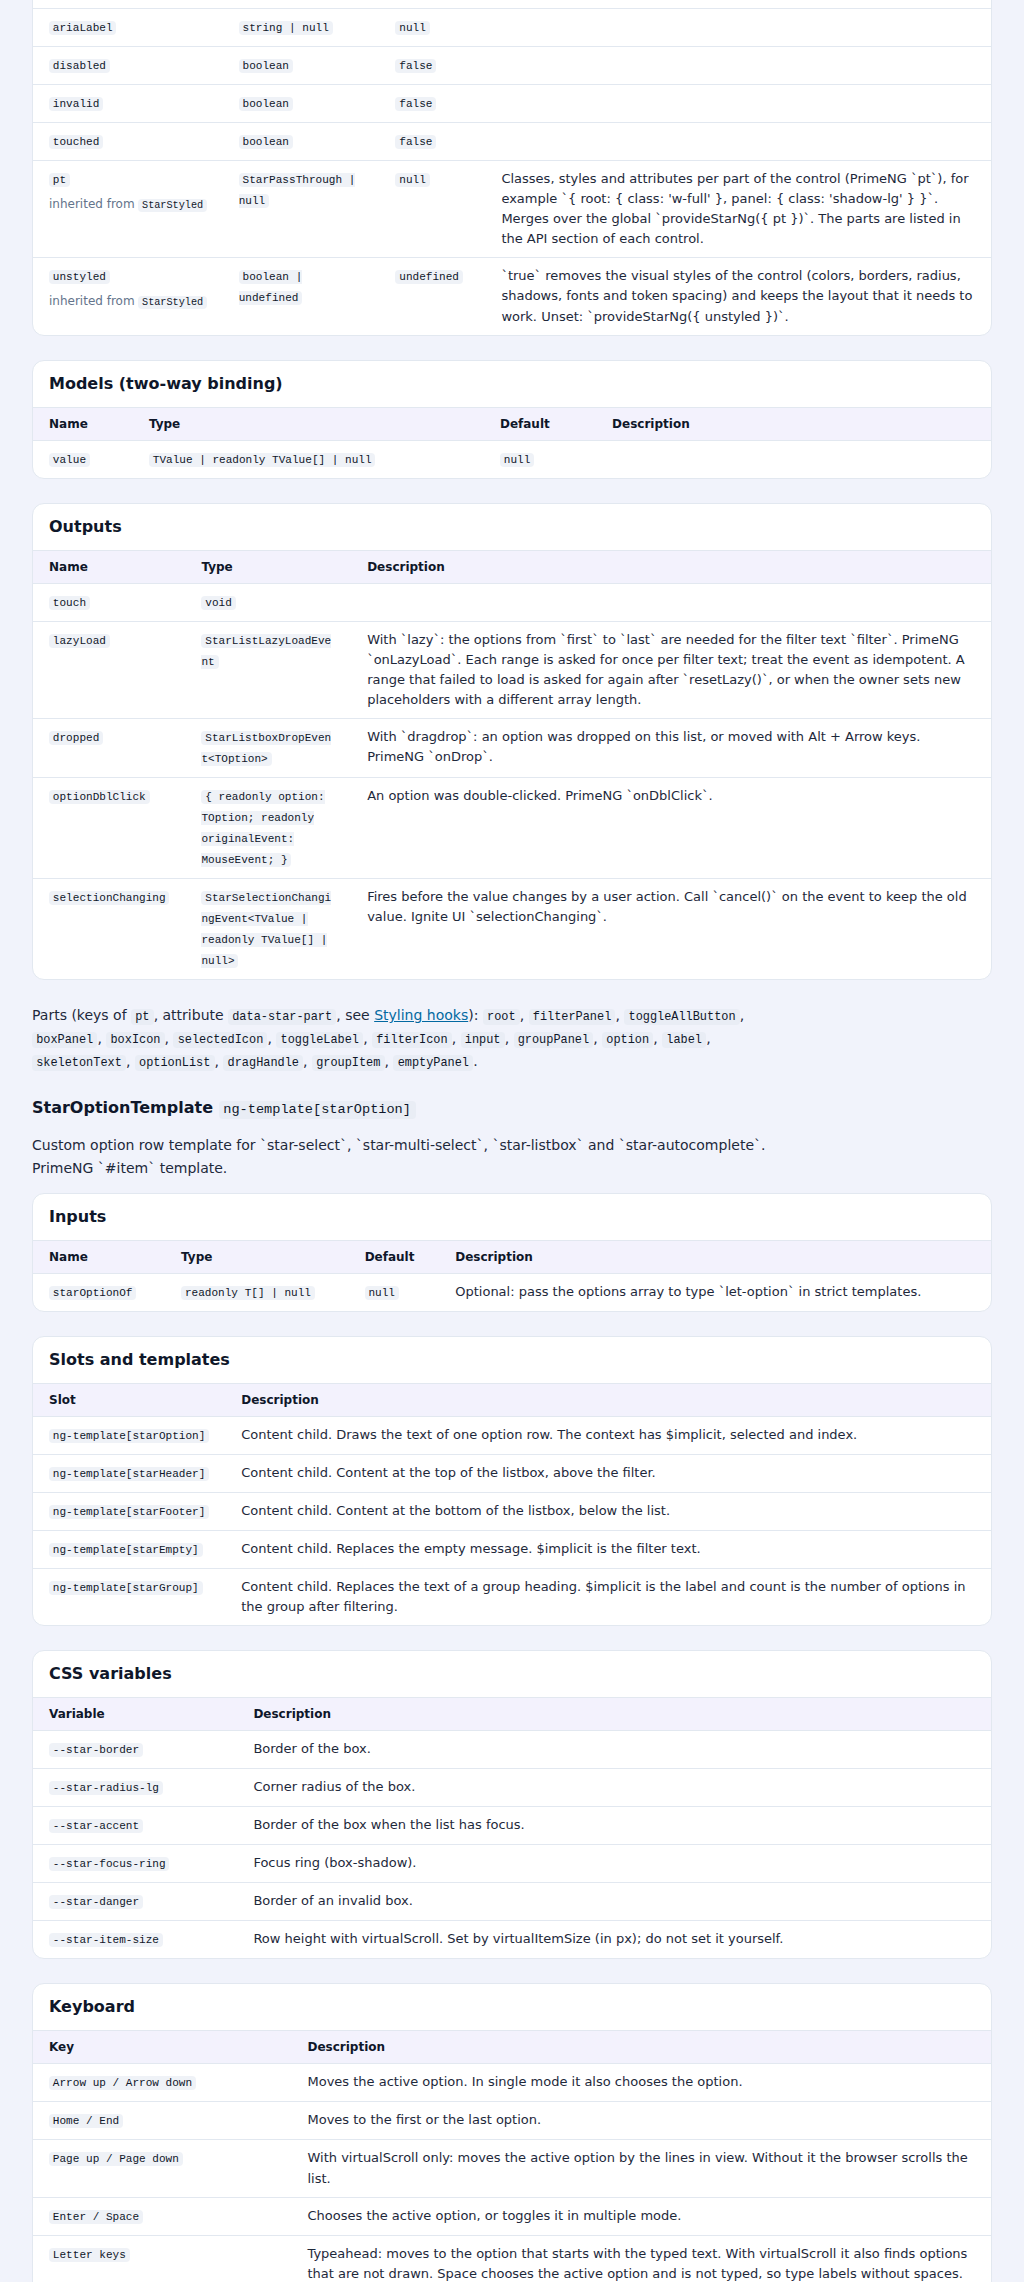 ariaLabel string | null null
disabled boolean false
invalid boolean false
touched boolean false
pt StarPassThrough | null Classes, styles and attributes per part of the control (PrimeNG `pt`), for
inherited from StarStyled null example `{ root: { class: 'w-full' }, panel: { class: 'shadow-lg' } }`.
Merges over the global `provideStarNg({ pt })`. The parts are listed in
the API section of each control.
unstyled boolean | undefined `true` removes the visual styles of the control (colors, borders, radius,
inherited from StarStyled undefined shadows, fonts and token spacing) and keeps the layout that it needs to
work. Unset: `provideStarNg({ unstyled })`.
Models (two-way binding)
Name Type Default Description
value TValue | readonly TValue[] | null null
Outputs
Name Type Description
touch void
lazyLoad StarListLazyLoadEve With `lazy`: the options from `first` to `last` are needed for the filter text `filter`. PrimeNG
nt `onLazyLoad`. Each range is asked for once per filter text; treat the event as idempotent. A
range that failed to load is asked for again after `resetLazy()`, or when the owner sets new
placeholders with a different array length.
dropped StarListboxDropEven With `dragdrop`: an option was dropped on this list, or moved with Alt + Arrow keys.
t<TOption> PrimeNG `onDrop`.
optionDblClick { readonly option: An option was double-clicked. PrimeNG `onDblClick`.
TOption; readonly
originalEvent:
MouseEvent; }
selectionChanging StarSelectionChangi Fires before the value changes by a user action. Call `cancel()` on the event to keep the old
ngEvent<TValue | value. Ignite UI `selectionChanging`.
readonly TValue[] |
null>
Parts (keys of pt, attribute data-star-part, see Styling hooks): root, filterPanel, toggleAllButton,
boxPanel, boxIcon, selectedIcon, toggleLabel, filterIcon, input, groupPanel, option, label,
skeletonText, optionList, dragHandle, groupItem, emptyPanel.
StarOptionTemplate ng-template[starOption]
Custom option row template for `star-select`, `star-multi-select`, `star-listbox` and `star-autocomplete`.
PrimeNG `#item` template.
Inputs
Name Type Default Description
starOptionOf readonly T[] | null null Optional: pass the options array to type `let-option` in strict templates.
Slots and templates
Slot Description
ng-template[starOption] Content child. Draws the text of one option row. The context has $implicit, selected and index.
ng-template[starHeader] Content child. Content at the top of the listbox, above the filter.
ng-template[starFooter] Content child. Content at the bottom of the listbox, below the list.
ng-template[starEmpty] Content child. Replaces the empty message. $implicit is the filter text.
ng-template[starGroup] Content child. Replaces the text of a group heading. $implicit is the label and count is the number of options in
the group after filtering.
CSS variables
Variable Description
--star-border Border of the box.
--star-radius-lg Corner radius of the box.
--star-accent Border of the box when the list has focus.
--star-focus-ring Focus ring (box-shadow).
--star-danger Border of an invalid box.
--star-item-size Row height with virtualScroll. Set by virtualItemSize (in px); do not set it yourself.
Keyboard
Key Description
Arrow up / Arrow down Moves the active option. In single mode it also chooses the option.
Home / End Moves to the first or the last option.
Page up / Page down With virtualScroll only: moves the active option by the lines in view. Without it the browser scrolls the
list.
Enter / Space Chooses the active option, or toggles it in multiple mode.
Letter keys Typeahead: moves to the option that starts with the typed text. With virtualScroll it also finds options
that are not drawn. Space chooses the active option and is not typed, so type labels without spaces.